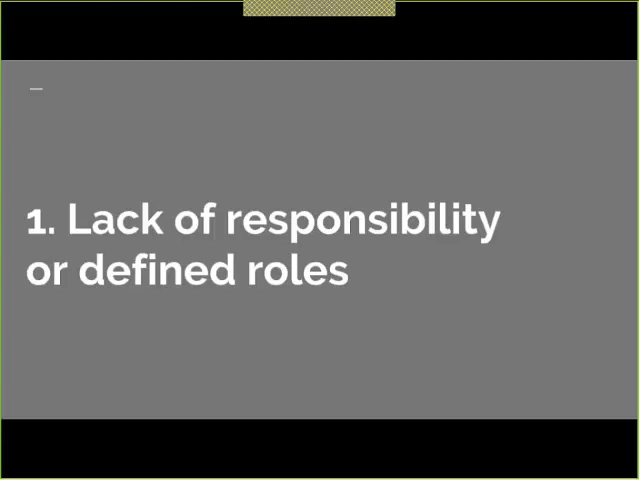 1. Lack of responsibility
or defined roles